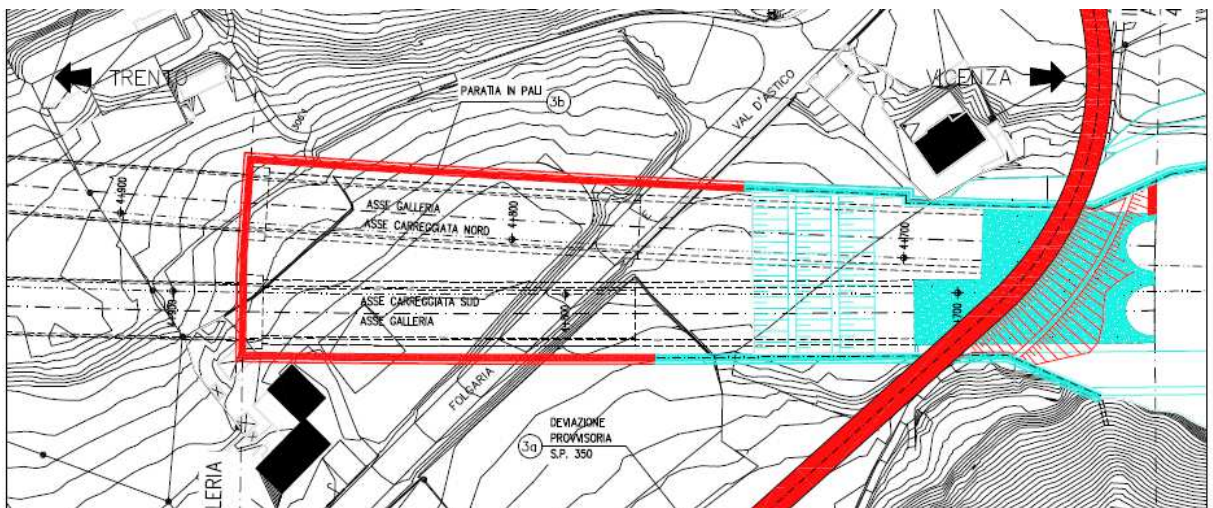 TRENTO
VICENZA
PARATIA IN PALI
3b
VAL D'ASTICO
4+900
4+800
4+700
ASSE GALLERIA
ASSE CARREGGIATA NORD
ASSE CARREGGIATA SUD
ASSE GALLERIA
FOLGARIA
3a
DEVIAZIONE
PROVVISORIA
S.P. 350
LERIA